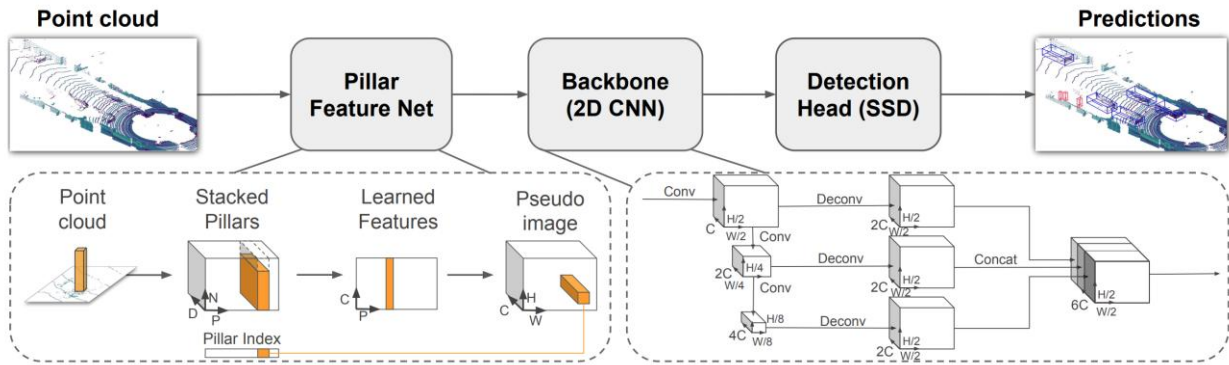 Point cloud
Predictions
Pillar
Feature Net
Backbone
(2D CNN)
Detection
Head (SSD)
Point
cloud
Stacked
Pillars
Learned
Features
Pseudo
image
N
D
P
C
P
H
C
W
Pillar Index
Conv
H/2
C
W/2
Conv
H/4
2C
W/4
Conv
H/8
4C
W/8
Deconv
H/2
2C
W/2
Deconv
H/2
2C
W/2
Deconv
H/2
2C
W/2
Concat
H/2
6C
W/2